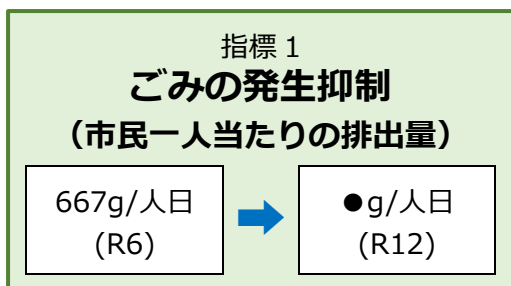 指標1
ごみの発生抑制
（市民一人当たりの排出量）
667g/人日
(R6)
●g/人日
(R12)